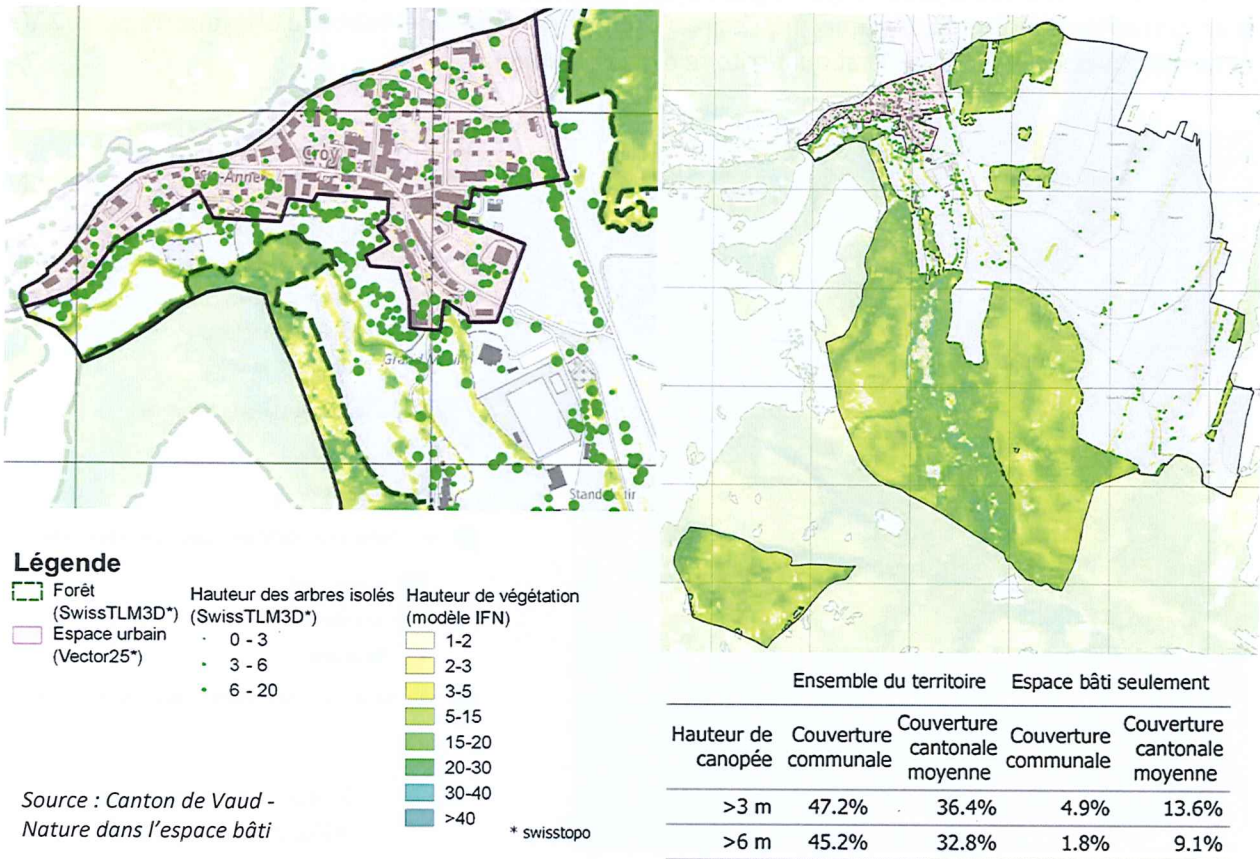 Croÿ
Ste-Anne
Stand de tir
Légende
Forêt
(SwissTLM3D*)
Espace urbain
(Vector25*)
Hauteur des arbres isolés
(SwissTLM3D*)
0 - 3
3 - 6
6 - 20
Hauteur de végétation
(modèle IFN)
1-2
2-3
3-5
5-15
15-20
20-30
30-40
>40
* swisstopo
Source : Canton de Vaud -
Nature dans l'espace bâti
Ensemble du territoire Espace bâti seulement
Hauteur de canopée Couverture communale Couverture cantonale moyenne Couverture communale Couverture cantonale moyenne
>3 m 47.2% 36.4% 4.9% 13.6%
>6 m 45.2% 32.8% 1.8% 9.1%